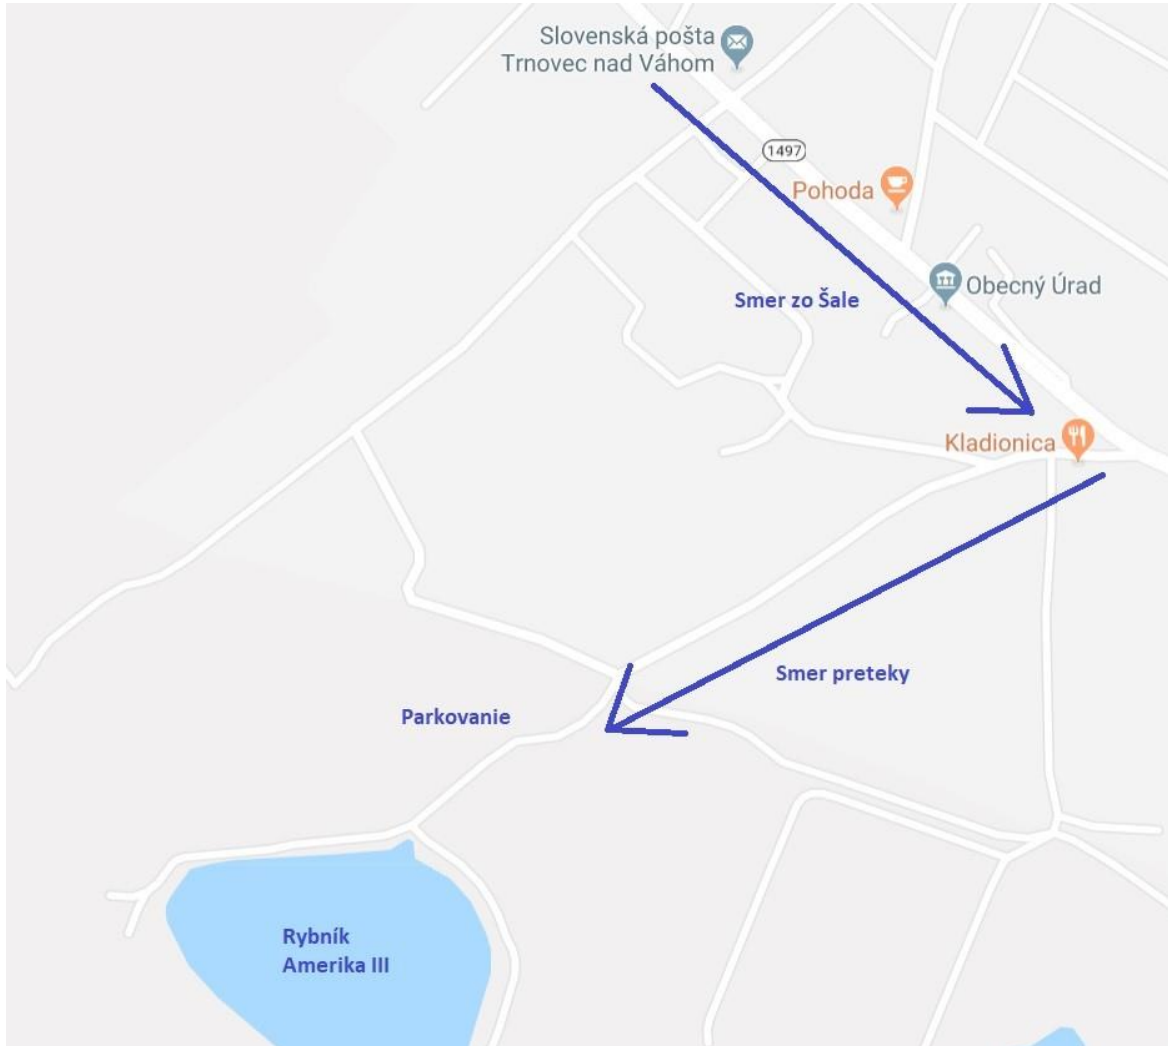 Slovenská pošta
Trnovec nad Váhom
1497
Pohoda
Obecný Úrad
Smer zo Šale
Kladionica
Smer preteky
Parkovanie
Rybník
Amerika III